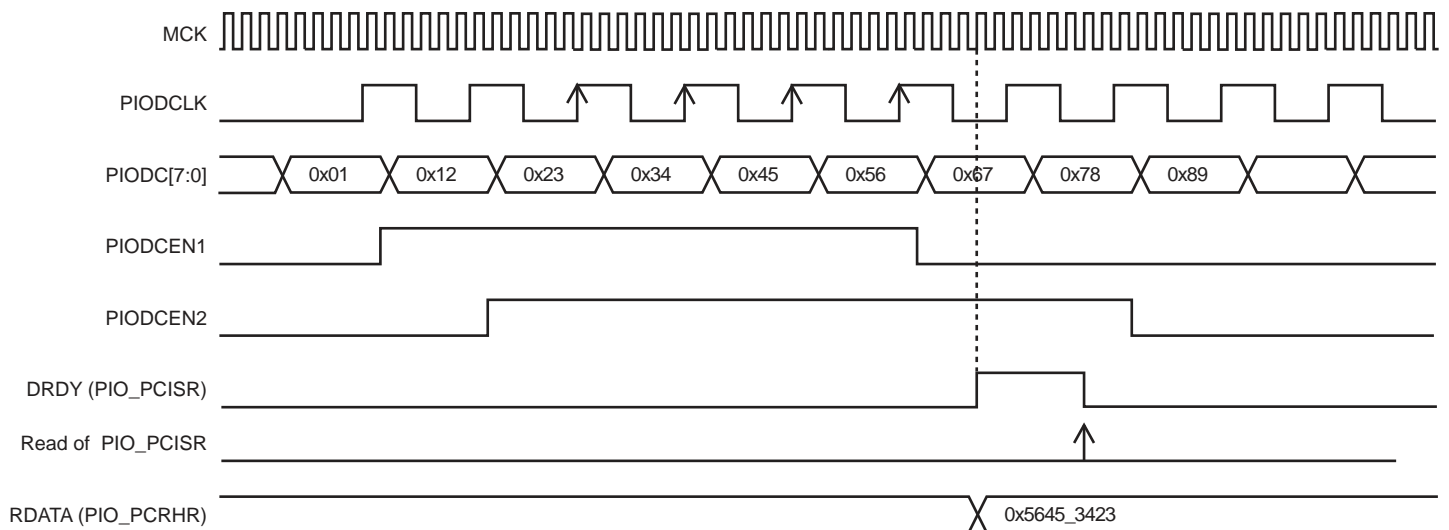 MCK
PIODCLK
PIODC[7:0] 0x01 0x12 0x23 0x34 0x45 0x56 0x67 0x78 0x89
PIODCEN1
PIODCEN2
DRDY (PIO_PCISR)
Read of PIO_PCISR
RDATA (PIO_PCRHR) 0x5645_3423